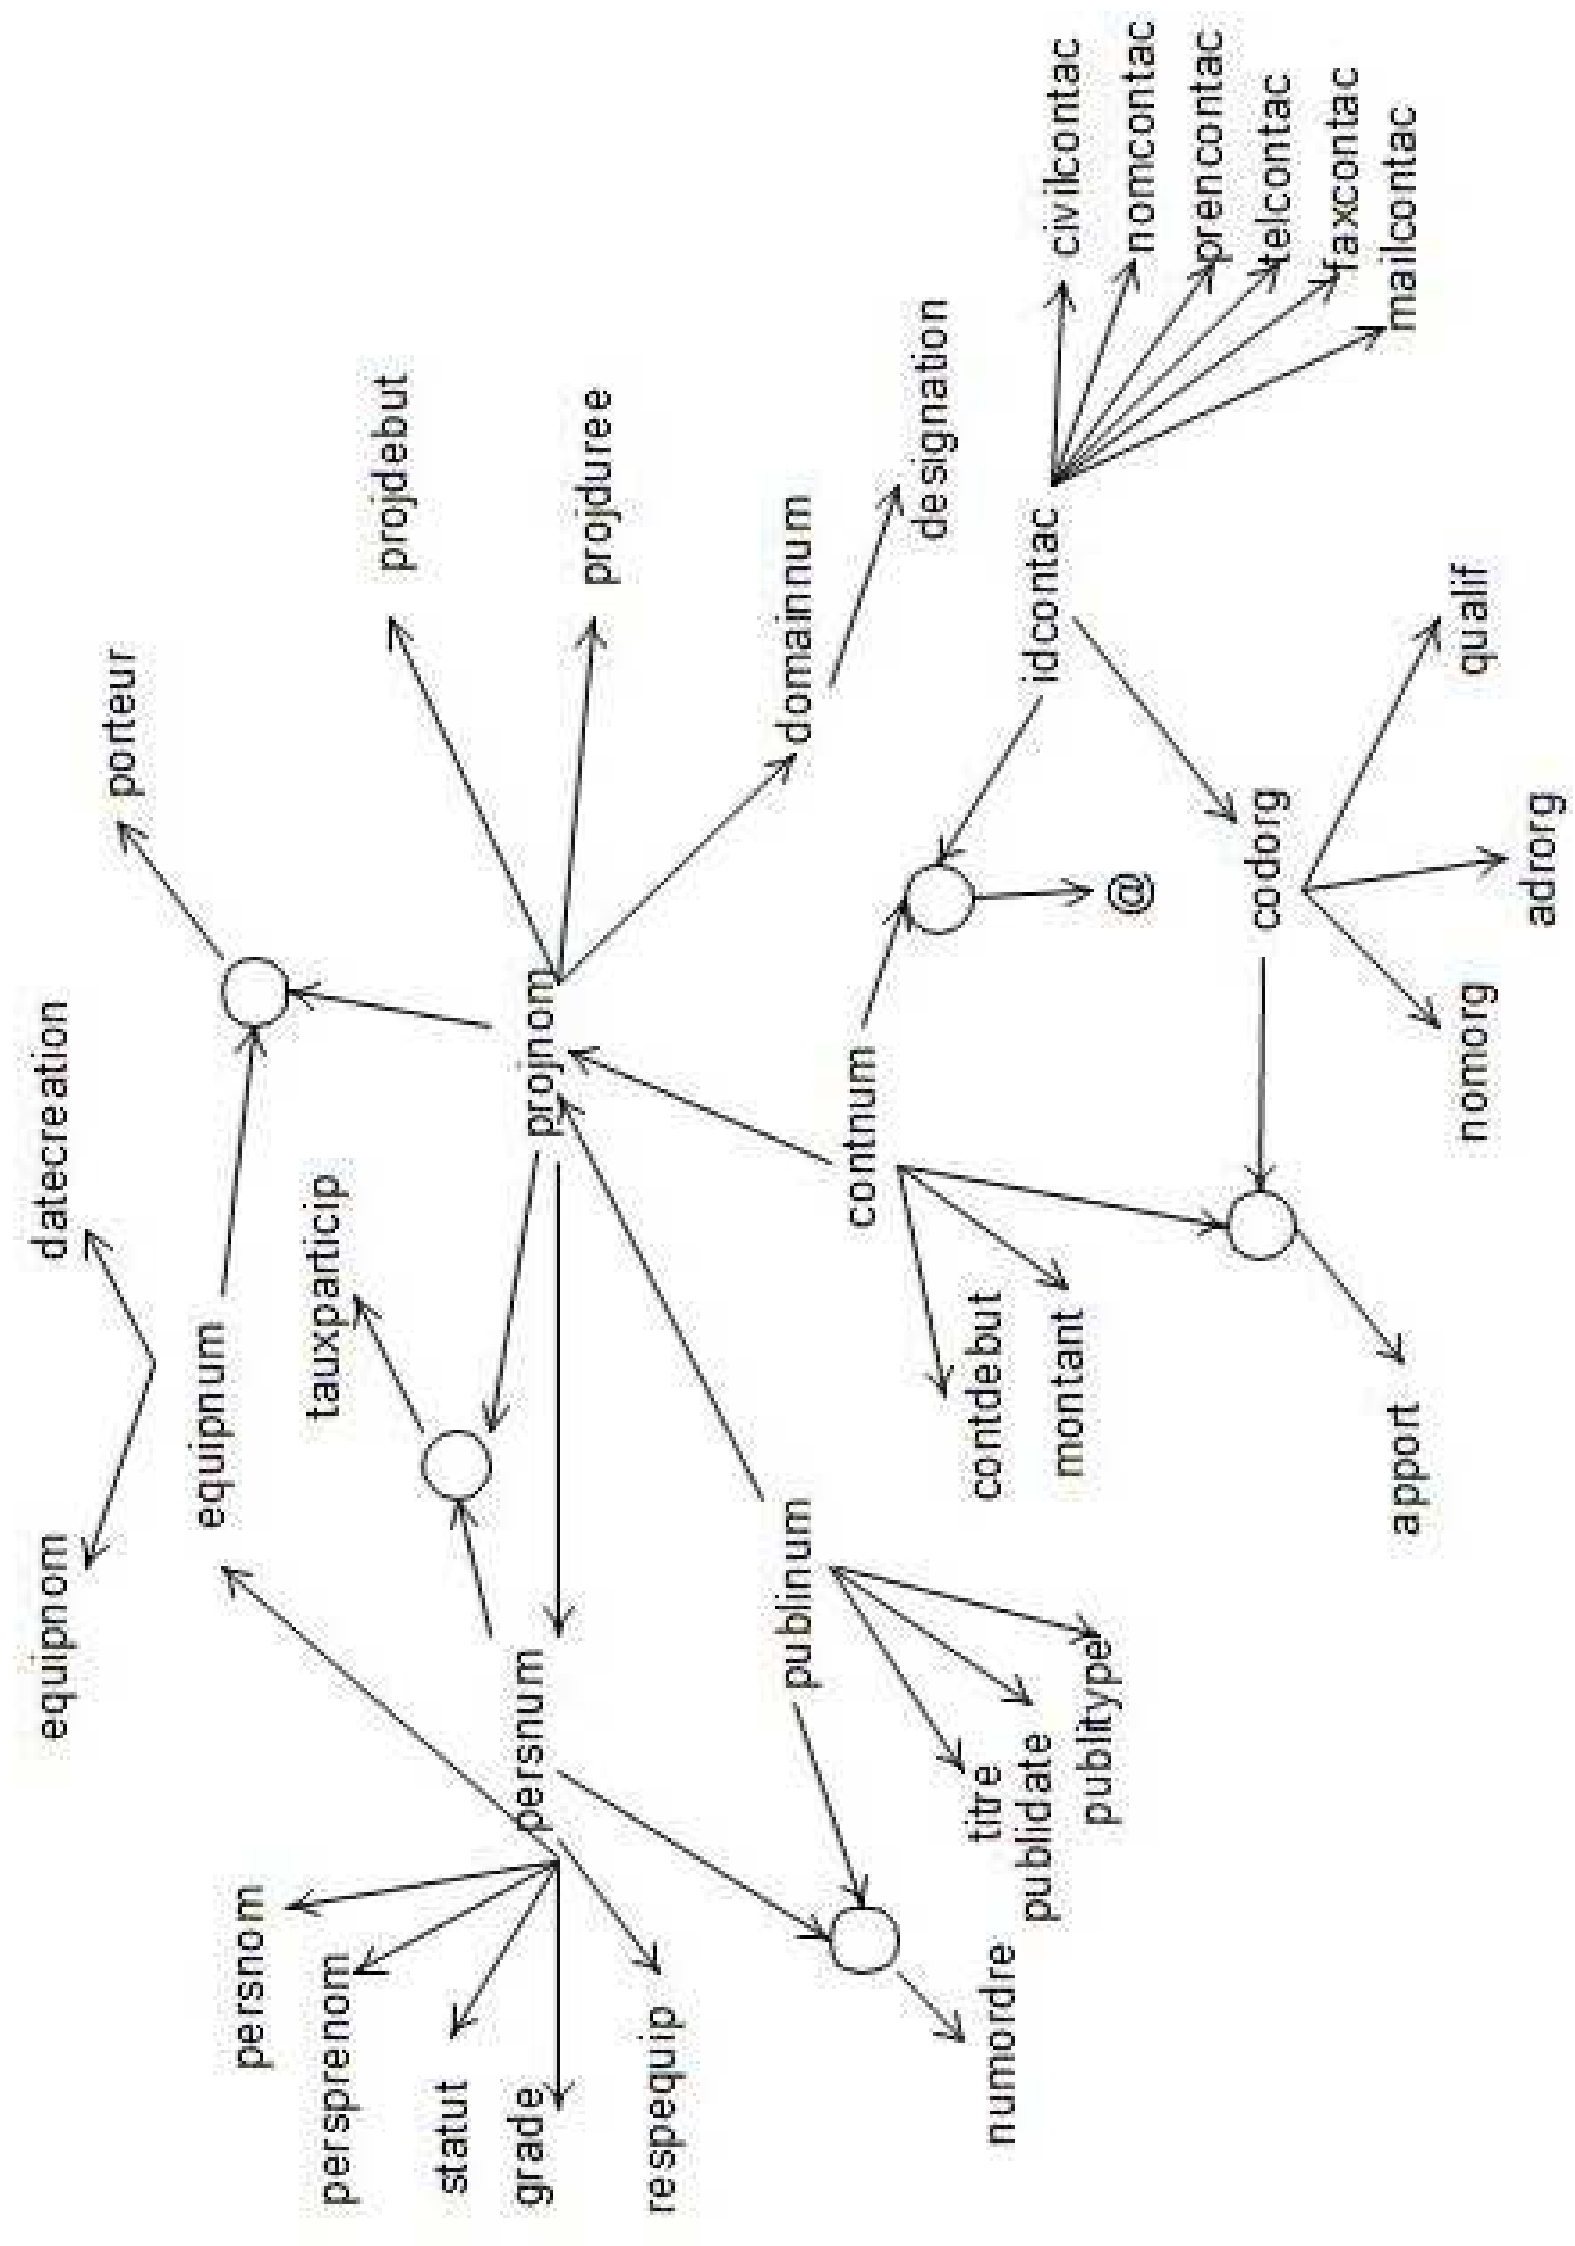 equipnom
datecreation
porteur
equipnum
persnom
persprenom
tauxparticip
projdebut
statut
grade
persnum
projnom
projduree
respequip
publinum
domainnum
contnum
designation
numordre
titre
contdebut
publidate
montant
idcontac
civilcontac
publitype
@
nomcontac
prencontac
codorg
telcontac
faxcontac
apport
mailcontac
nomorg
qualif
adrorg